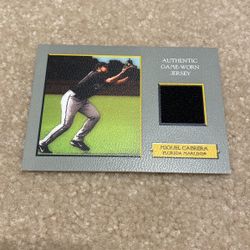 AUTHENTIC
GAME-WORN
JERSEY
MIGUEL CABRERA
FLORIDA MARLINS®